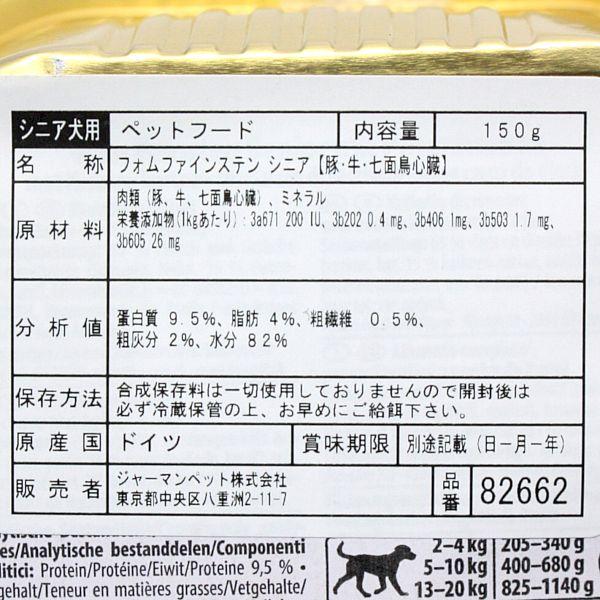 シニア犬用 ペットフード 内容量 150g
名称 フォムファインステン シニア【豚・牛・七面鳥心臓】
原材料 肉類(豚、牛、七面鳥心臓)、ミネラル
栄養添加物(1kgあたり):3a671 200 IU, 3b202 0.4 mg, 3b406 1mg, 3b503 1.7 mg,
3b605 26 mg
分析値 蛋白質 9.5%、脂肪 4%、粗繊維 0.5%、
粗灰分 2%、水分 82%
保存方法 合成保存料は一切使用しておりませんので開封後は
必ず冷蔵保管の上、お早めにご給餌下さい。
原産国 ドイツ 賞味期限 別途記載(日ー月ー年)
販売者 ジャーマンペット株式会社 品番 82662
東京都中央区八重洲2-11-7
es/Analytische bestanddelen/Componenti
litici: Protein/Protéine/Eiwit/Proteine 9,5 % •
gehalt/Teneur en matières grasses/Vetgehalte/
2–4 kg 205–340 g
5–10 kg 400–680 g
13–20 kg 825–1140 g